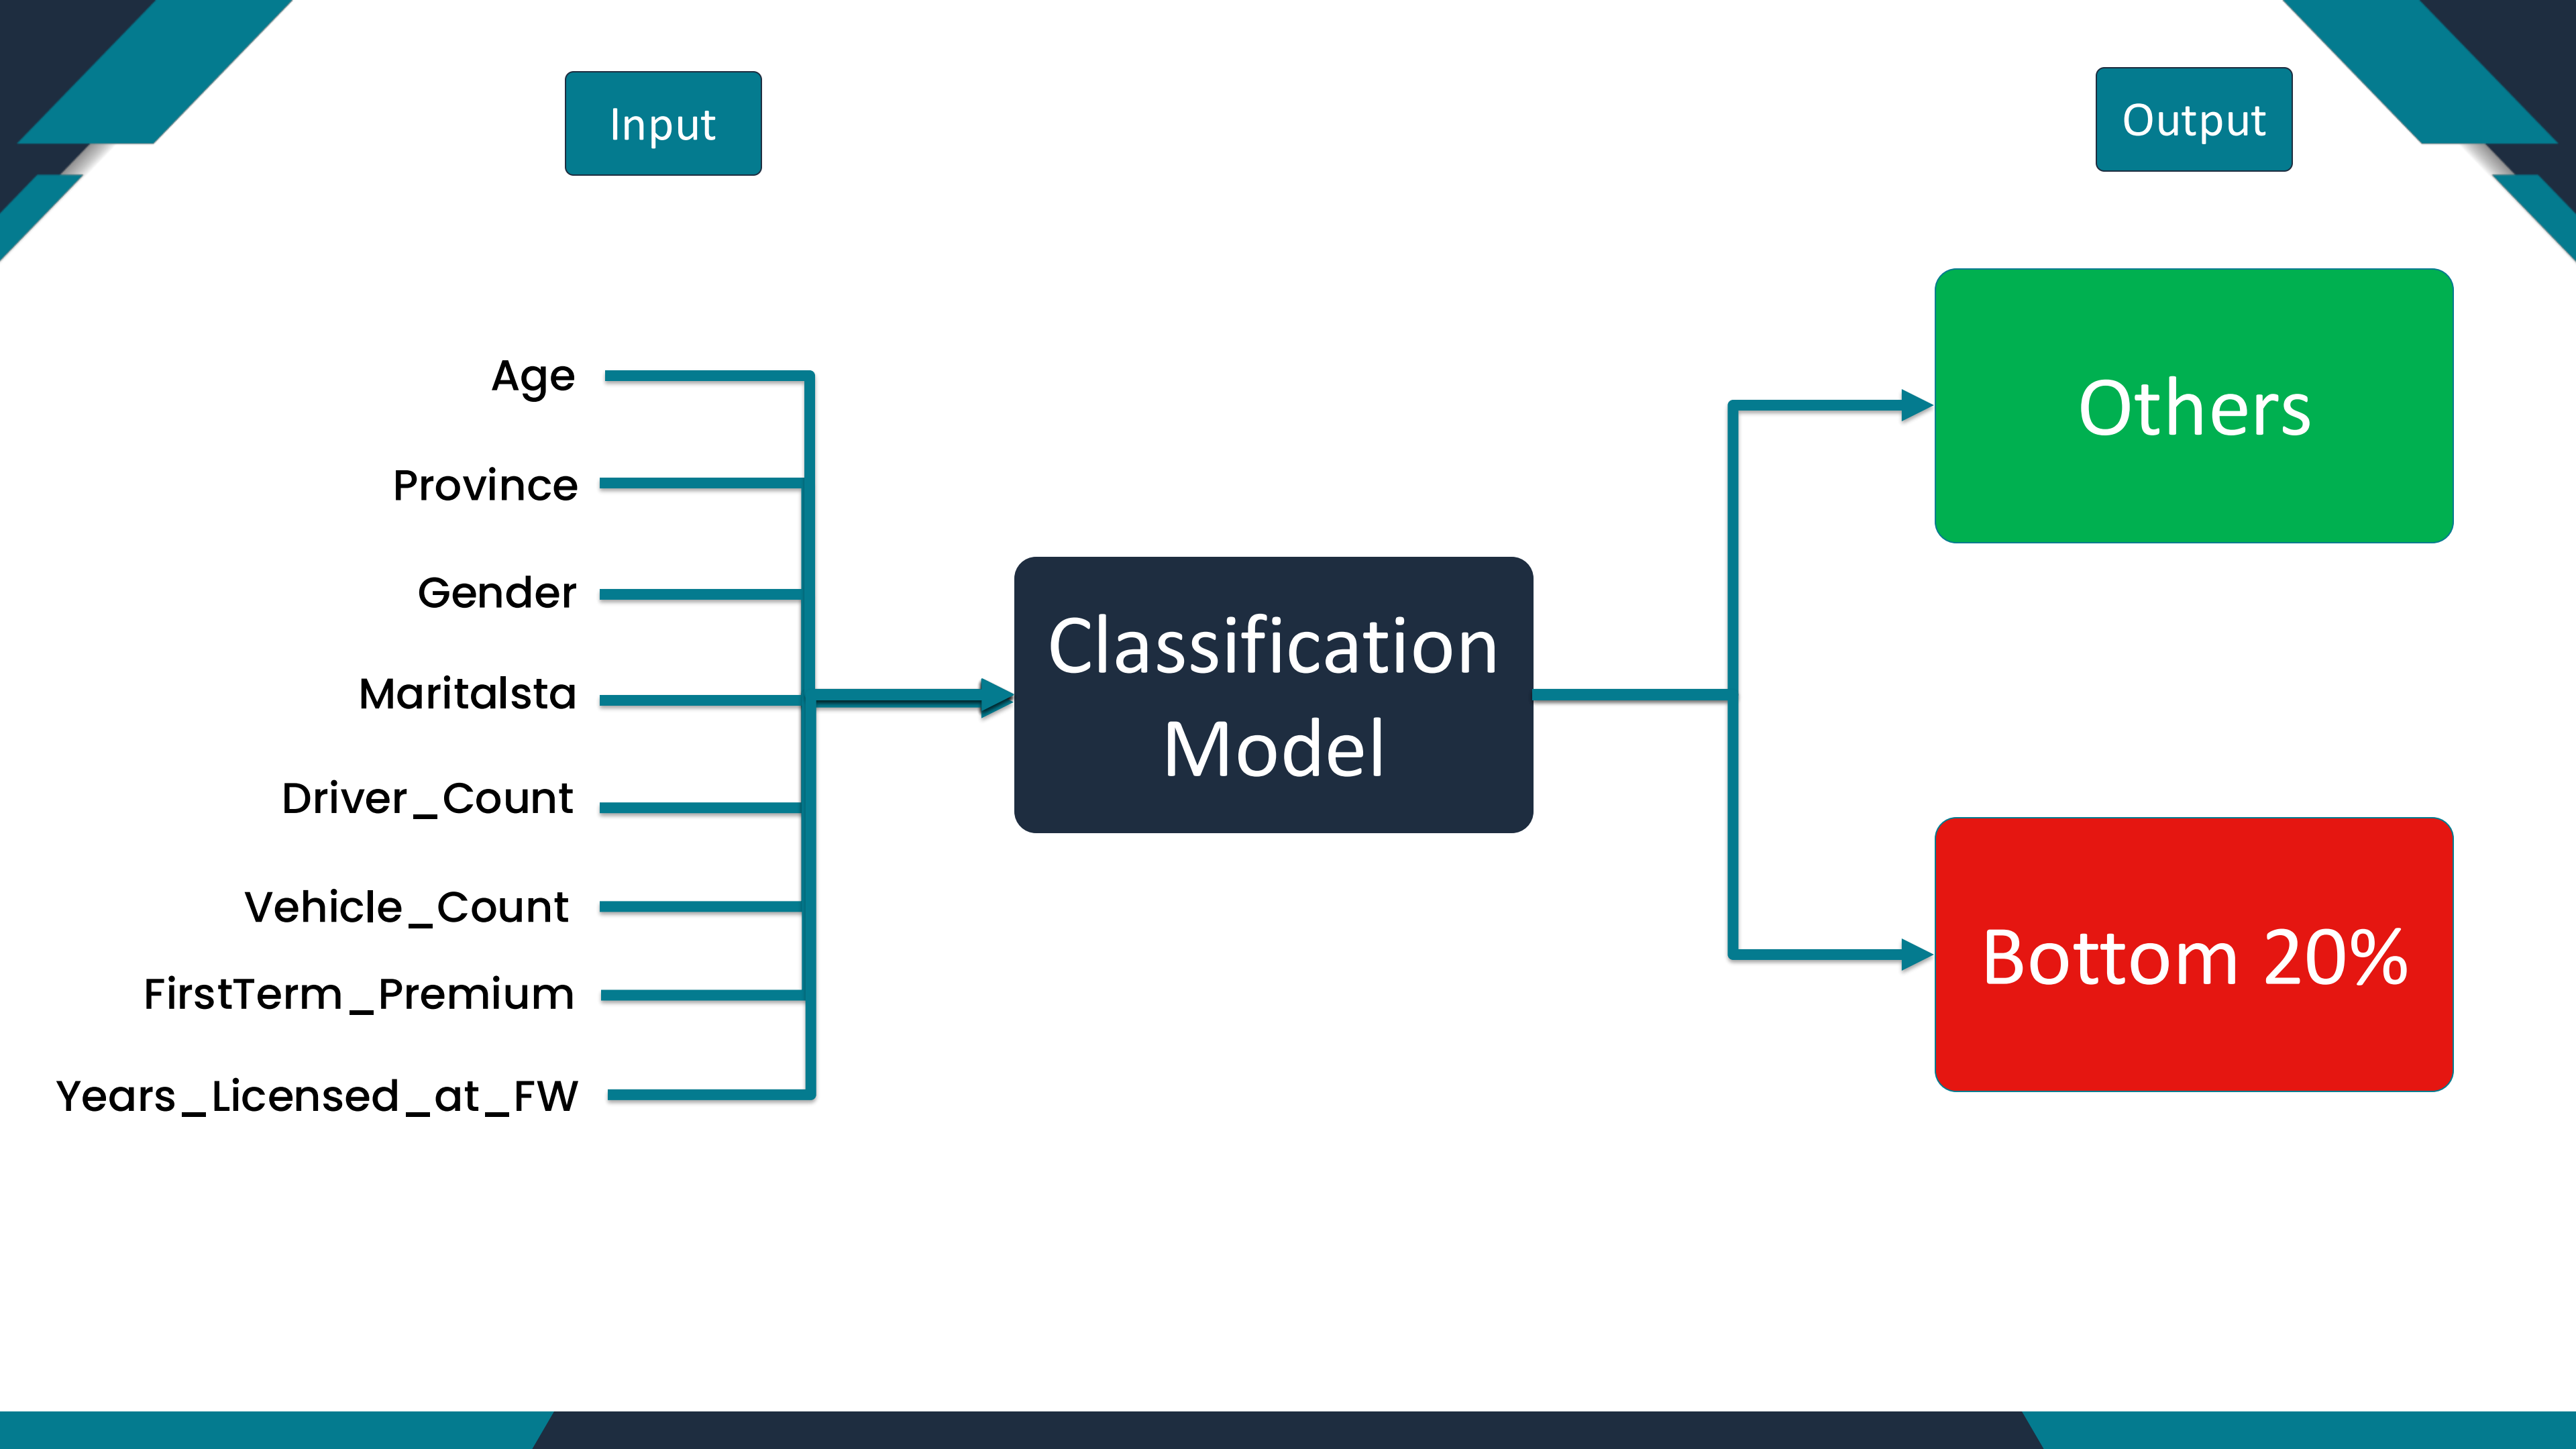 Input
Output
Age
Province
Gender
Maritalsta
Driver_Count
Vehicle_Count
FirstTerm_Premium
Years_Licensed_at_FW
Classification
Model
Others
Bottom 20%